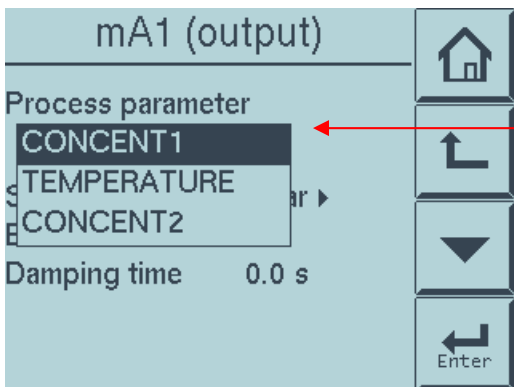 mA1 (output)
Process parameter
CONCENT1
TEMPERATURE
CONCENT2
Damping time 0.0 s
Enter